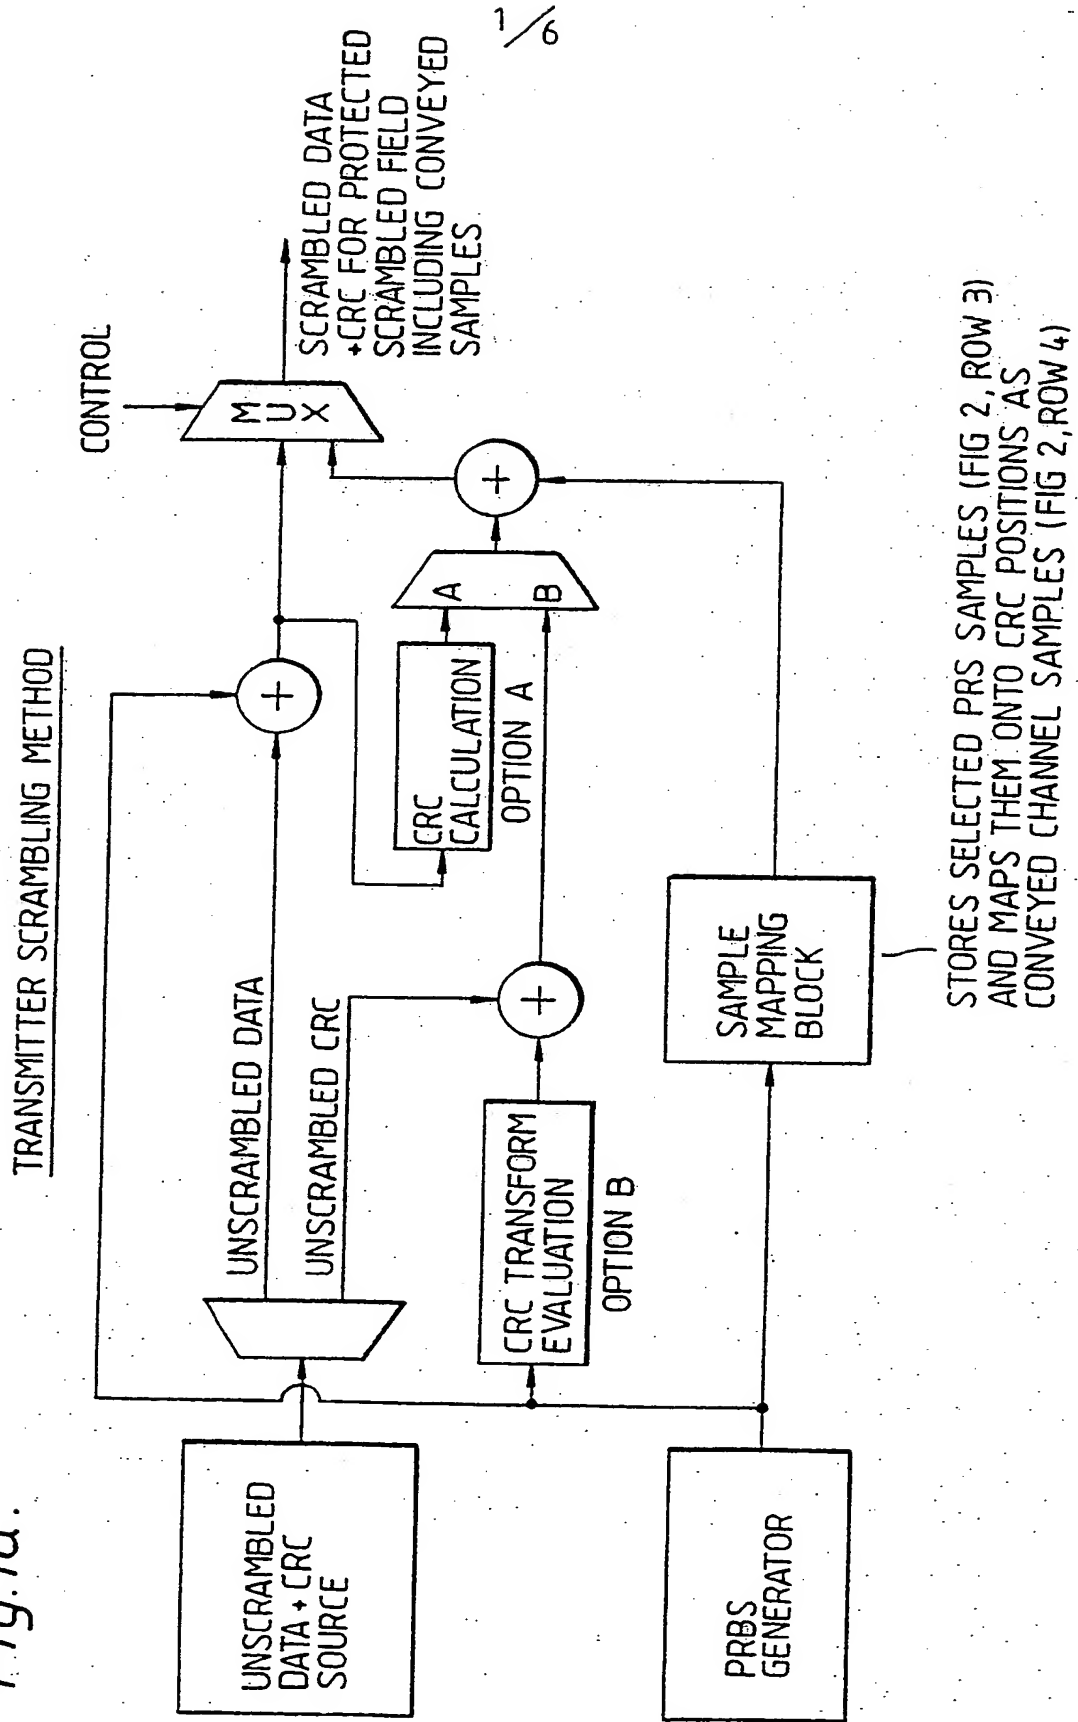 1/6
Fig.1a.
TRANSMITTER SCRAMBLING METHOD
UNSCRAMBLED
DATA + CRC
SOURCE
UNSCRAMBLED DATA
UNSCRAMBLED CRC
CONTROL
MUX
SCRAMBLED DATA
+CRC FOR PROTECTED
SCRAMBLED FIELD
INCLUDING CONVEYED
SAMPLES
CRC
CALCULATION
OPTION A
A
B
+
+
+
CRC TRANSFORM
EVALUATION
OPTION B
PRBS
GENERATOR
SAMPLE
MAPPING
BLOCK
STORES SELECTED PRS SAMPLES (FIG 2, ROW 3)
AND MAPS THEM ONTO CRC POSITIONS AS
CONVEYED CHANNEL SAMPLES (FIG 2, ROW 4)